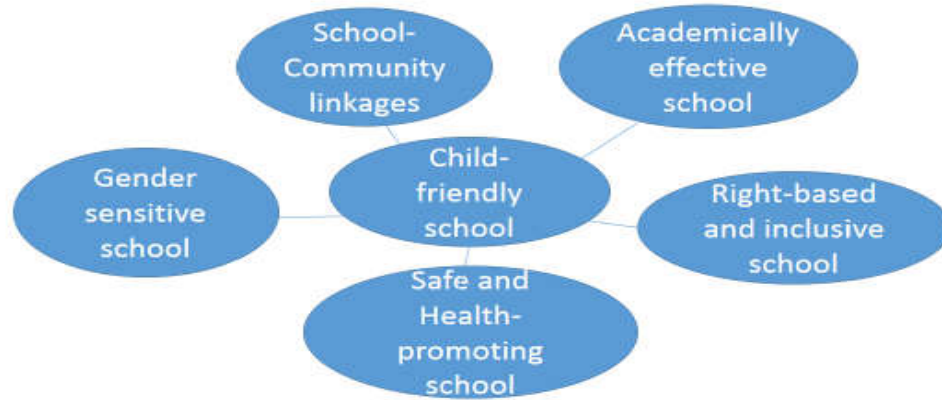 School-
Community
linkages
Academically
effective
school
Child-
friendly
school
Gender
sensitive
school
Right-based
and inclusive
school
Safe and
Health-
promoting
school